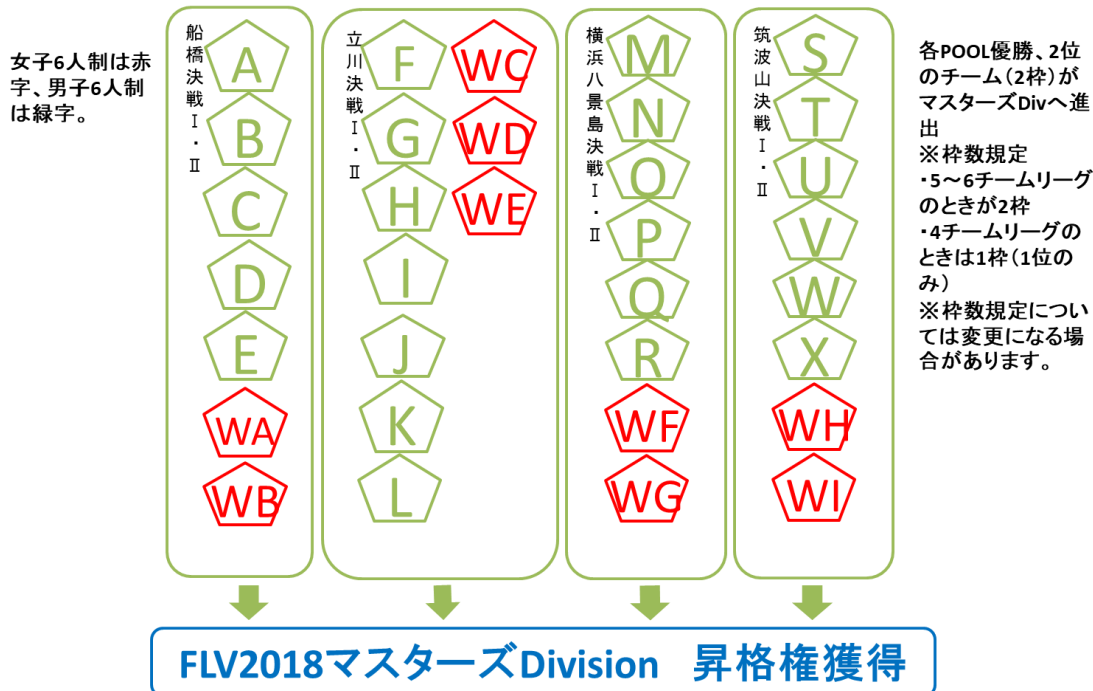 女子6人制は赤
字、男子6人制
は緑字。
船橋決戦Ⅰ・Ⅱ
A
B
C
D
E
WA
WB
立川決戦Ⅰ・Ⅱ
F
G
H
I
J
K
L
WC
WD
WE
横浜八景島決戦Ⅰ・Ⅱ
M
N
O
P
Q
R
WF
WG
筑波山決戦Ⅰ・Ⅱ
S
T
U
V
W
X
WH
WI
各POOL優勝、2位
のチーム（2枠）が
マスターズDivへ進
出
※枠数規定
・5～6チームリーグ
のときが2枠
・4チームリーグの
ときは1枠（1位の
み）
※枠数規定につい
ては変更になる場
合があります。
FLV2018マスターズDivision　昇格権獲得